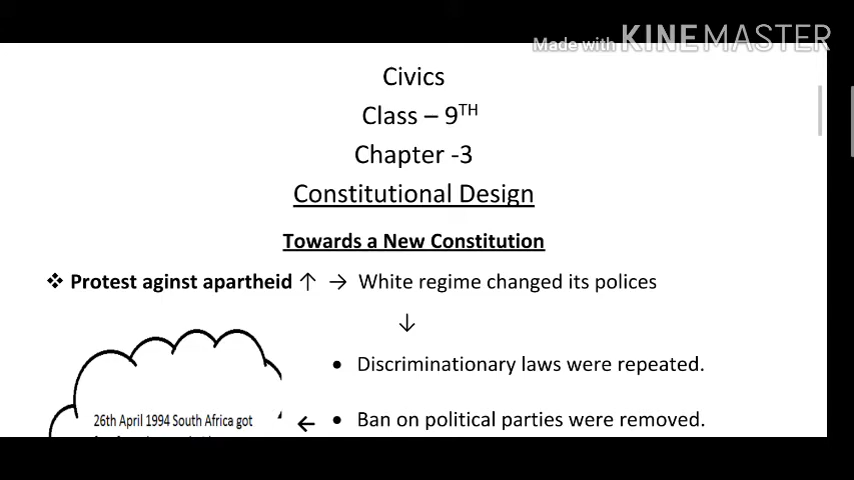 Made with KINEMASTER
Civics
Class – 9TH
Chapter -3
Constitutional Design
Towards a New Constitution
❖ Protest aginst apartheid ↑ → White regime changed its polices
↓
• Discriminationary laws were repeated.
26th April 1994 South Africa got ← • Ban on political parties were removed.